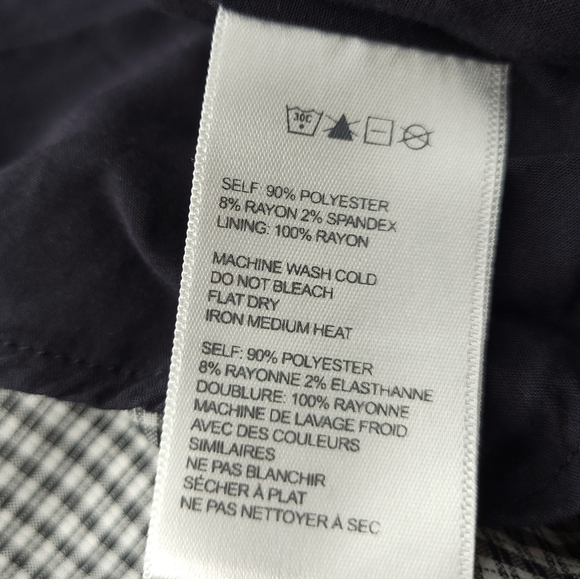 30C
SELF: 90% POLYESTER
8% RAYON 2% SPANDEX
LINING: 100% RAYON
MACHINE WASH COLD
DO NOT BLEACH
FLAT DRY
IRON MEDIUM HEAT
SELF: 90% POLYESTER
8% RAYONNE 2% ELASTHANNE
DOUBLURE: 100% RAYONNE
MACHINE DE LAVAGE FROID
AVEC DES COULEURS
SIMILAIRES
NE PAS BLANCHIR
SÉCHER À PLAT
NE PAS NETTOYER À SEC